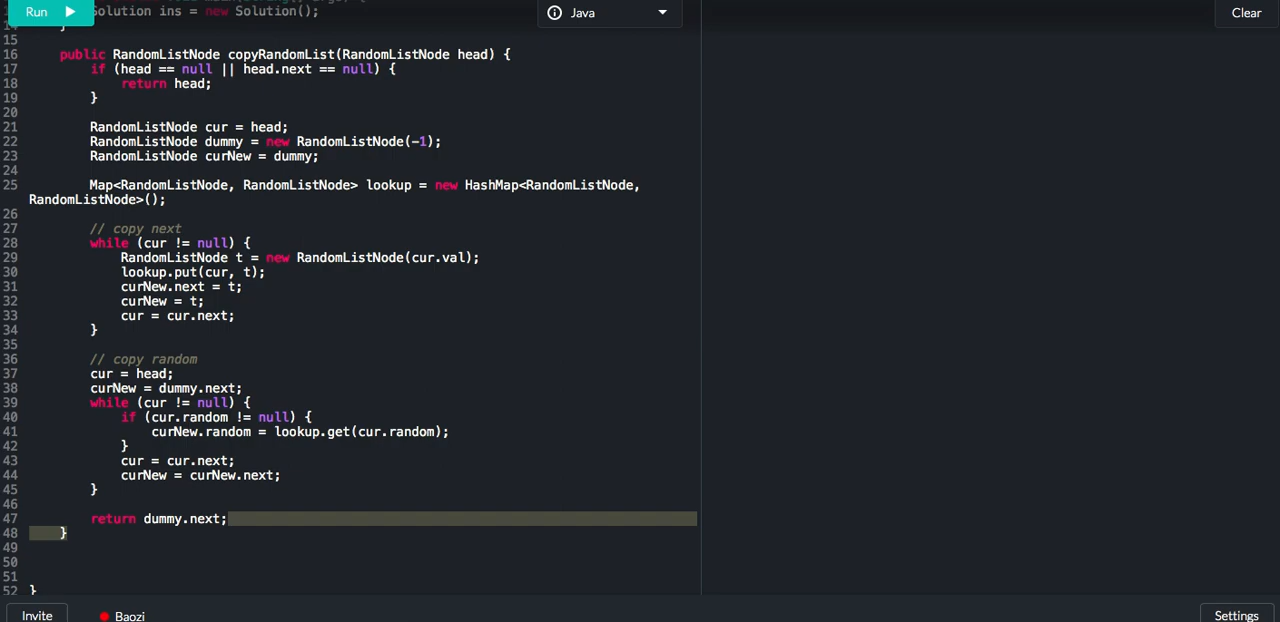 Run
Solution ins = new Solution();
Java
Clear
14 }
15
16 public RandomListNode copyRandomList(RandomListNode head) {
17 if (head == null || head.next == null) {
18 return head;
19 }
20
21 RandomListNode cur = head;
22 RandomListNode dummy = new RandomListNode(-1);
23 RandomListNode curNew = dummy;
24
25 Map<RandomListNode, RandomListNode> lookup = new HashMap<RandomListNode,
RandomListNode>();
26
27 // copy next
28 while (cur != null) {
29 RandomListNode t = new RandomListNode(cur.val);
30 lookup.put(cur, t);
31 curNew.next = t;
32 curNew = t;
33 cur = cur.next;
34 }
35
36 // copy random
37 cur = head;
38 curNew = dummy.next;
39 while (cur != null) {
40 if (cur.random != null) {
41 curNew.random = lookup.get(cur.random);
42 }
43 cur = cur.next;
44 curNew = curNew.next;
45 }
46
47 return dummy.next;
48 }
49
50
51
52 }
Invite
Baozi
Settings